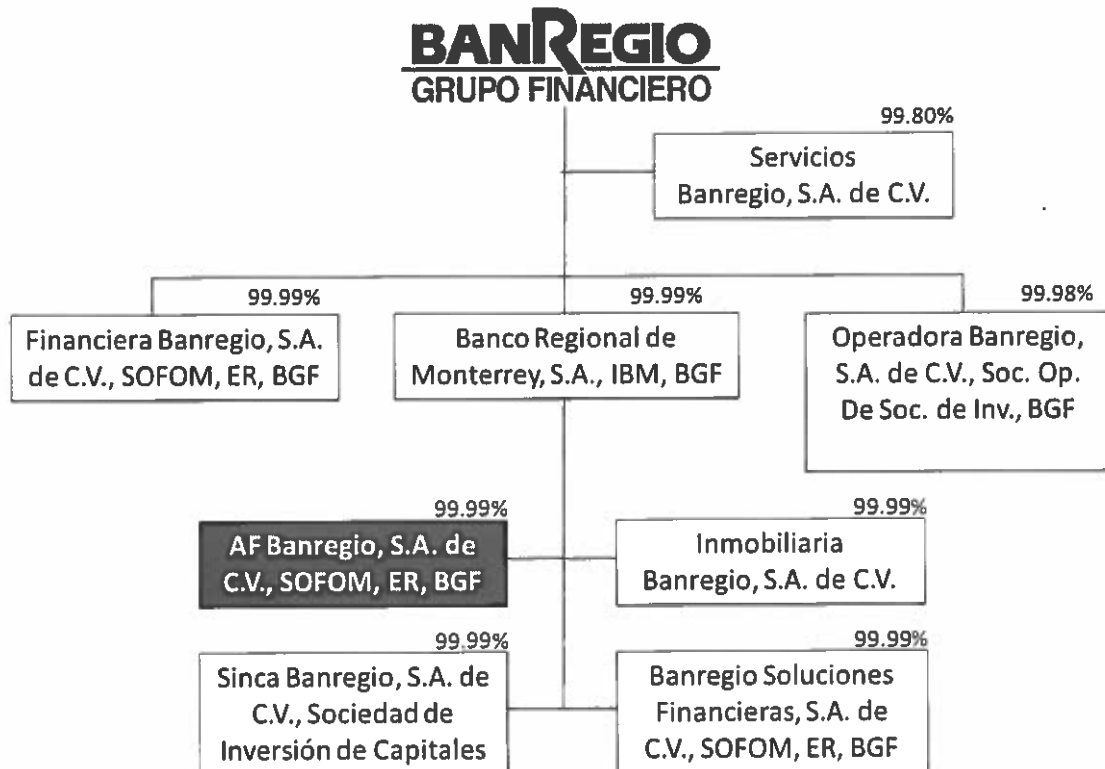 BANREGIO
GRUPO FINANCIERO
99.80%
Servicios
Banregio, S.A. de C.V.
99.99%
Financiera Banregio, S.A.
de C.V., SOFOM, ER, BGF
99.99%
Banco Regional de
Monterrey, S.A., IBM, BGF
99.98%
Operadora Banregio,
S.A. de C.V., Soc. Op.
De Soc. de Inv., BGF
99.99%
AF Banregio, S.A. de
C.V., SOFOM, ER, BGF
99.99%
Inmobiliaria
Banregio, S.A. de C.V.
99.99%
Sinca Banregio, S.A. de
C.V., Sociedad de
Inversión de Capitales
99.99%
Banregio Soluciones
Financieras, S.A. de
C.V., SOFOM, ER, BGF